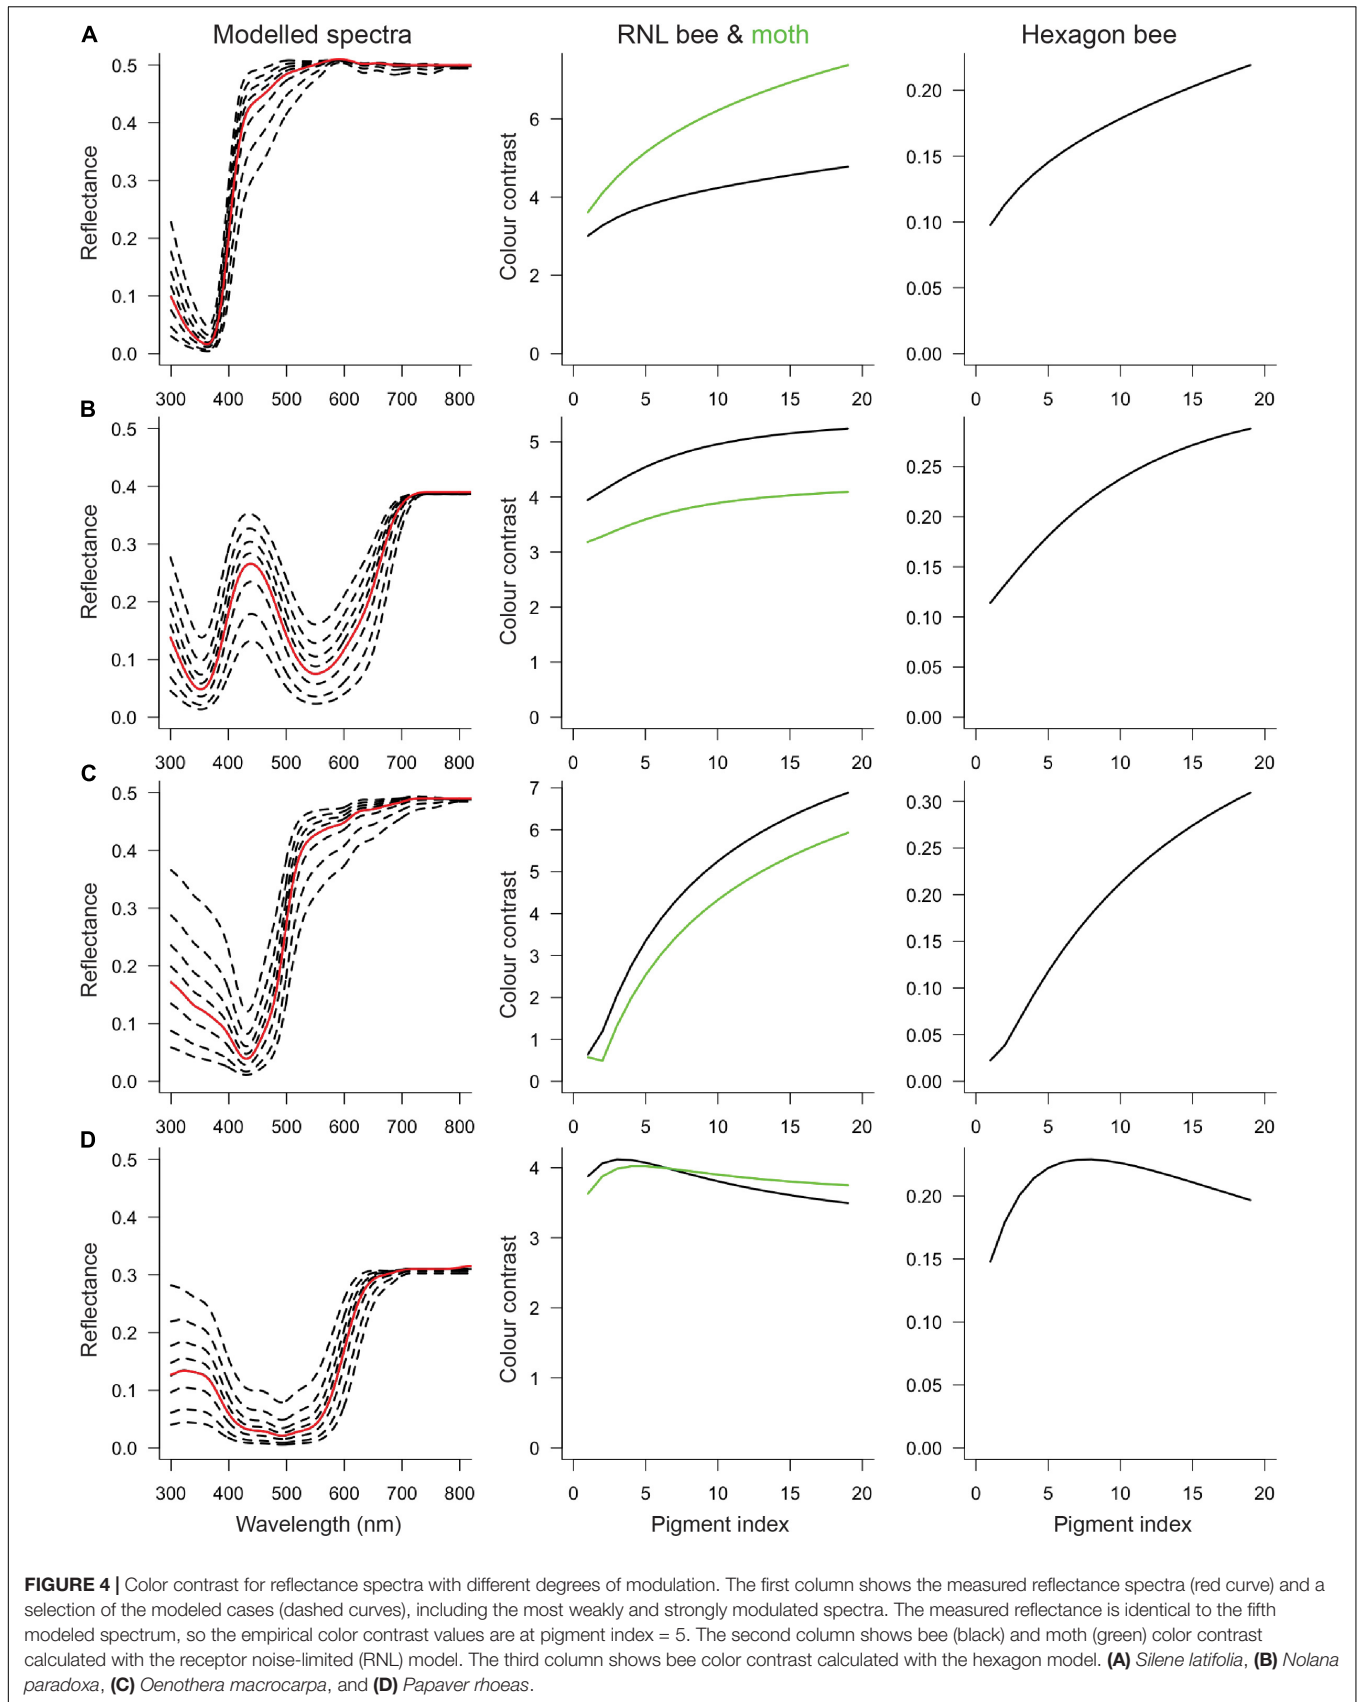 A
Modelled spectra
RNL bee & moth
Hexagon bee
Reflectance
0.5
0.4
0.3
0.2
0.1
0.0
300 400 500 600 700 800
Colour contrast
6
4
2
0
0 5 10 15 20
0.20
0.15
0.10
0.05
0.00
0 5 10 15 20
B
Reflectance
0.5
0.4
0.3
0.2
0.1
0.0
300 400 500 600 700 800
Colour contrast
5
4
3
2
1
0
0 5 10 15 20
0.25
0.20
0.15
0.10
0.05
0.00
0 5 10 15 20
C
Reflectance
0.5
0.4
0.3
0.2
0.1
0.0
300 400 500 600 700 800
Colour contrast
7
6
5
4
3
2
1
0
0 5 10 15 20
0.30
0.25
0.20
0.15
0.10
0.05
0.00
0 5 10 15 20
D
Reflectance
0.5
0.4
0.3
0.2
0.1
0.0
300 400 500 600 700 800
Wavelength (nm)
Colour contrast
4
3
2
1
0
0 5 10 15 20
Pigment index
0.20
0.15
0.10
0.05
0.00
0 5 10 15 20
Pigment index
FIGURE 4 | Color contrast for reflectance spectra with different degrees of modulation. The first column shows the measured reflectance spectra (red curve) and a
selection of the modeled cases (dashed curves), including the most weakly and strongly modulated spectra. The measured reflectance is identical to the fifth
modeled spectrum, so the empirical color contrast values are at pigment index = 5. The second column shows bee (black) and moth (green) color contrast
calculated with the receptor noise-limited (RNL) model. The third column shows bee color contrast calculated with the hexagon model. (A) Silene latifolia, (B) Nolana
paradoxa, (C) Oenothera macrocarpa, and (D) Papaver rhoeas.